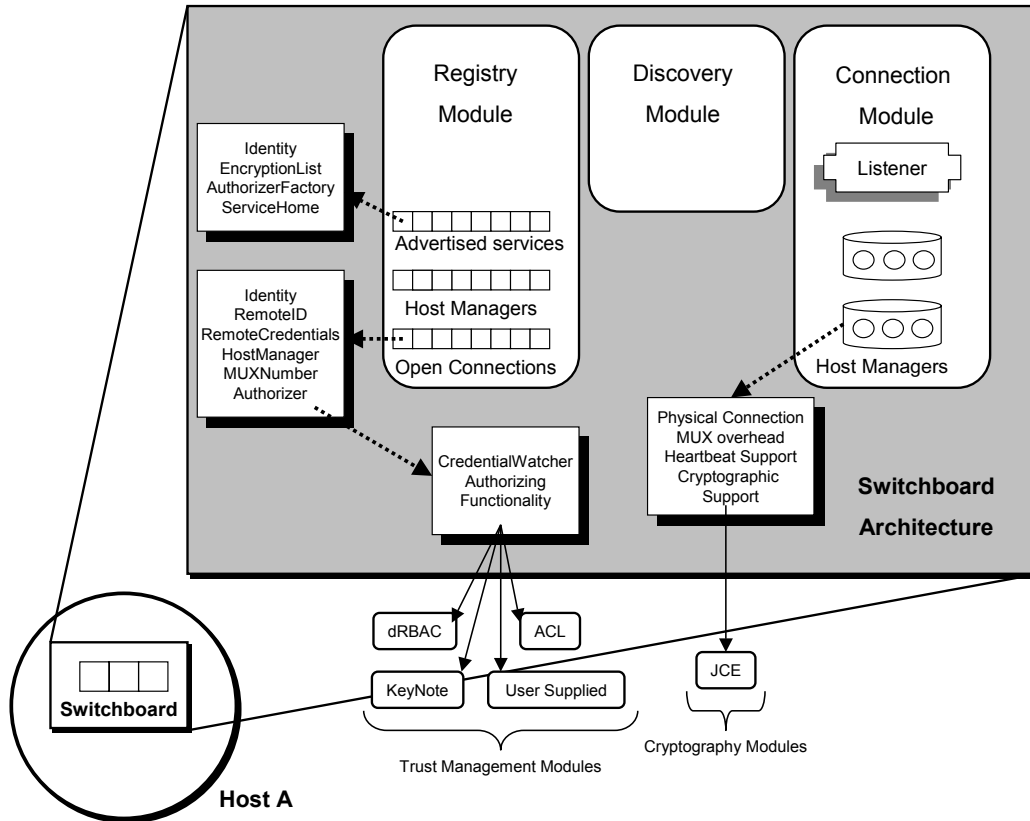 Registry
Module
Discovery
Module
Connection
Module
Listener
Identity
EncryptionList
AuthorizerFactory
ServiceHome
Advertised services
Host Managers
Open Connections
Identity
RemoteID
RemoteCredentials
HostManager
MUXNumber
Authorizer
Host Managers
CredentialWatcher
Authorizing
Functionality
Physical Connection
MUX overhead
Heartbeat Support
Cryptographic
Support
Switchboard
Architecture
dRBAC
ACL
KeyNote
User Supplied
JCE
Trust Management Modules
Cryptography Modules
Switchboard
Host A